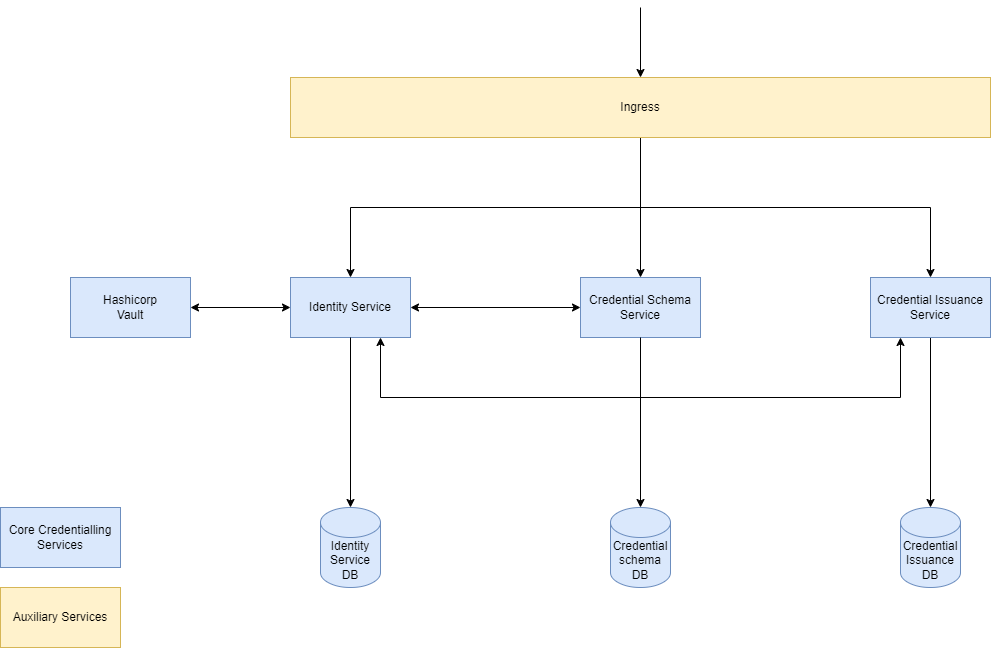 Ingress
Hashicorp
Vault
Identity Service
Credential Schema
Service
Credential Issuance
Service
Core Credentialling
Services
Identity
Service
DB
Credential
schema
DB
Credential
Issuance
DB
Auxiliary Services